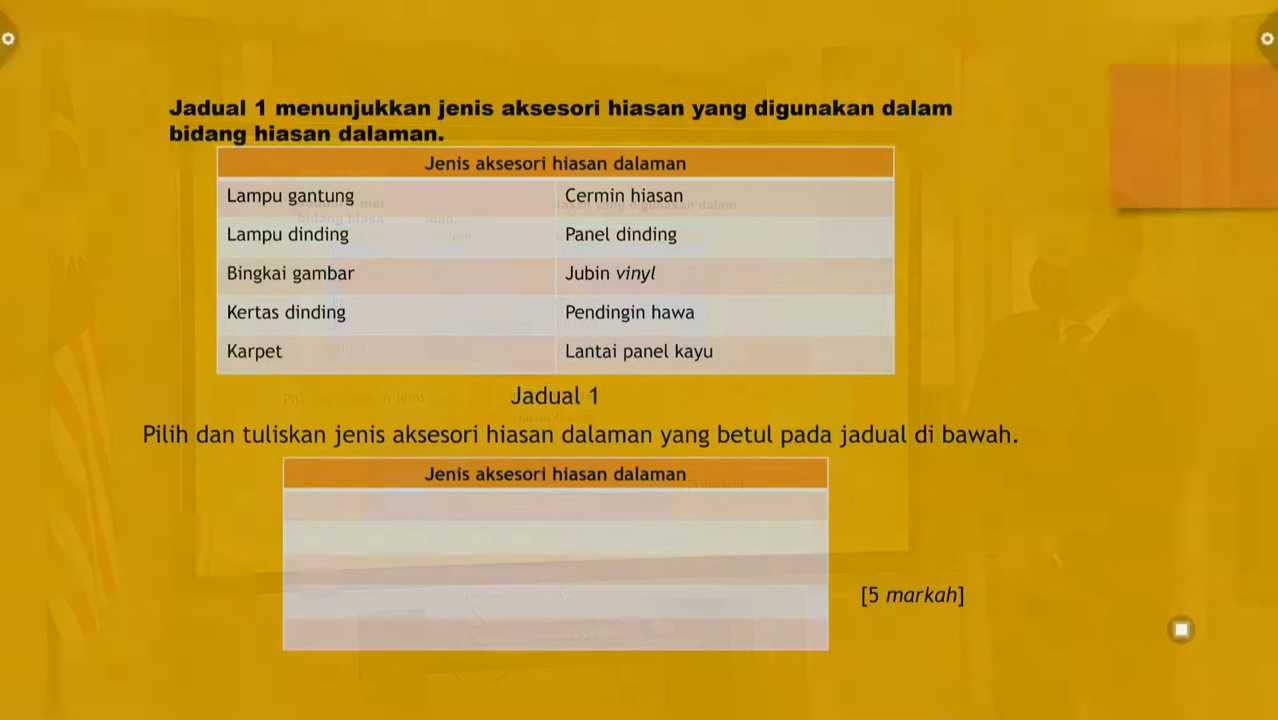 Jadual 1 menunjukkan jenis aksesori hiasan yang digunakan dalam
bidang hiasan dalaman.
Jenis aksesori hiasan dalaman
Lampu gantung Cermin hiasan
Lampu dinding Panel dinding
Bingkai gambar Jubin vinyl
Kertas dinding Pendingin hawa
Karpet Lantai panel kayu
Jadual 1
Pilih dan tuliskan jenis aksesori hiasan dalaman yang betul pada jadual di bawah.
Jenis aksesori hiasan dalaman
[5 markah]